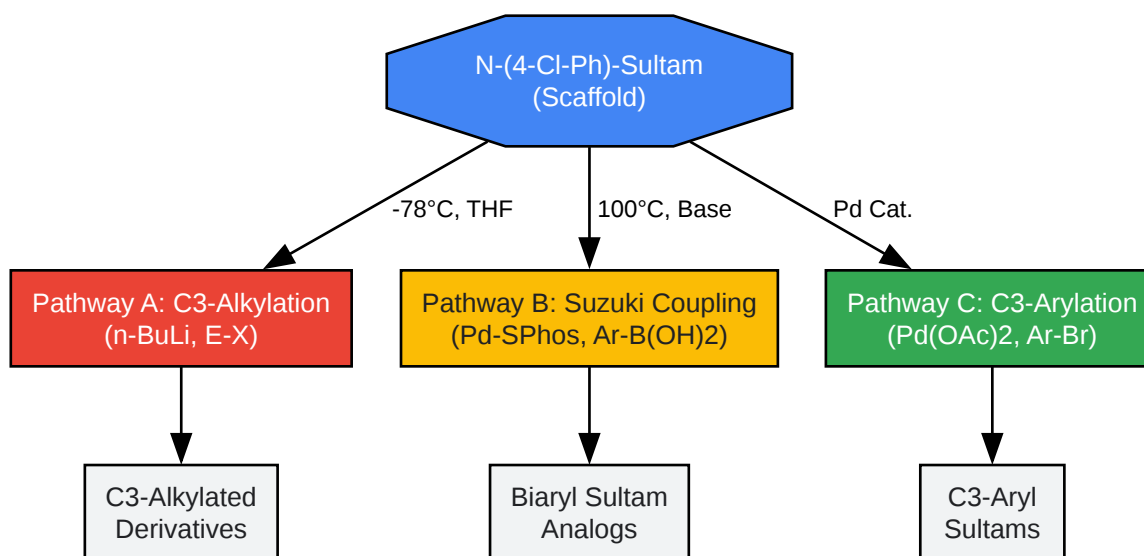 N-(4-Cl-Ph)-Sultam
(Scaffold)
-78°C, THF
100°C, Base
Pd Cat.
Pathway A: C3-Alkylation
(n-BuLi, E-X)
Pathway B: Suzuki Coupling
(Pd-SPhos, Ar-B(OH)2)
Pathway C: C3-Arylation
(Pd(OAc)2, Ar-Br)
C3-Alkylated
Derivatives
Biaryl Sultam
Analogs
C3-Aryl
Sultams